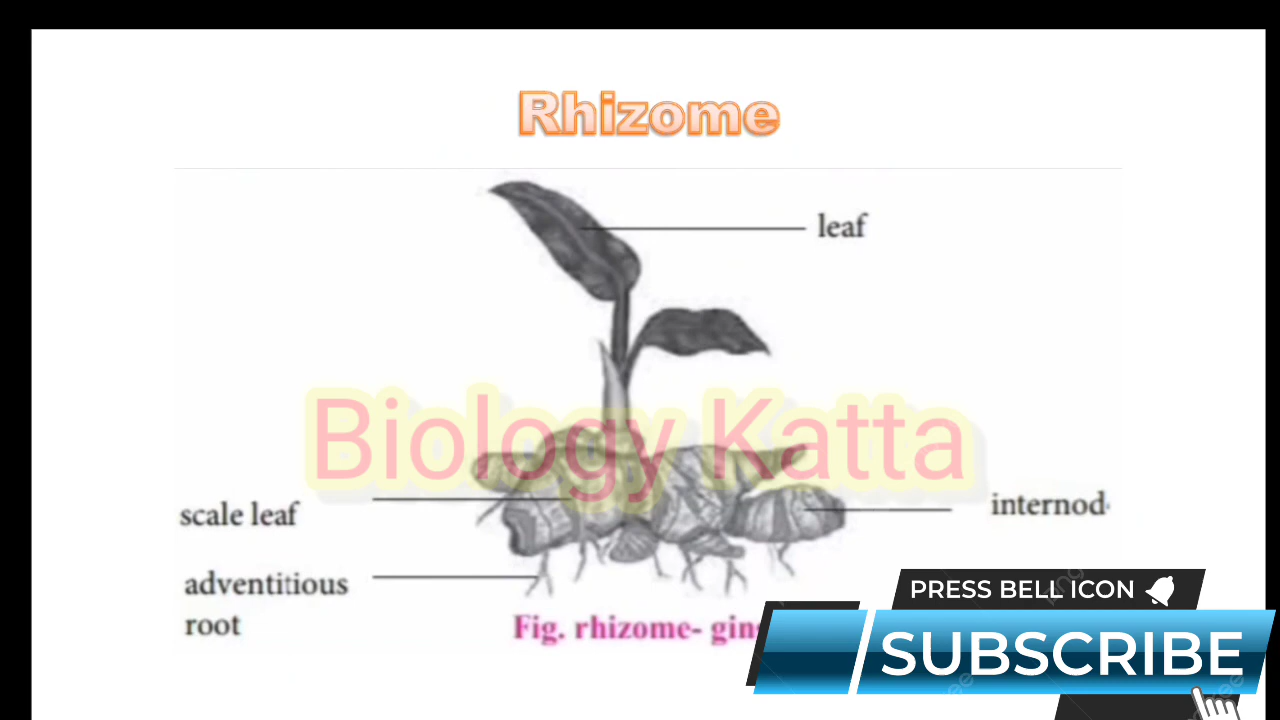 Rhizome
leaf
Biology Katta
scale leaf
internod
adventitious
root
Fig. rhizome- gin
PRESS BELL ICON
SUBSCRIBE